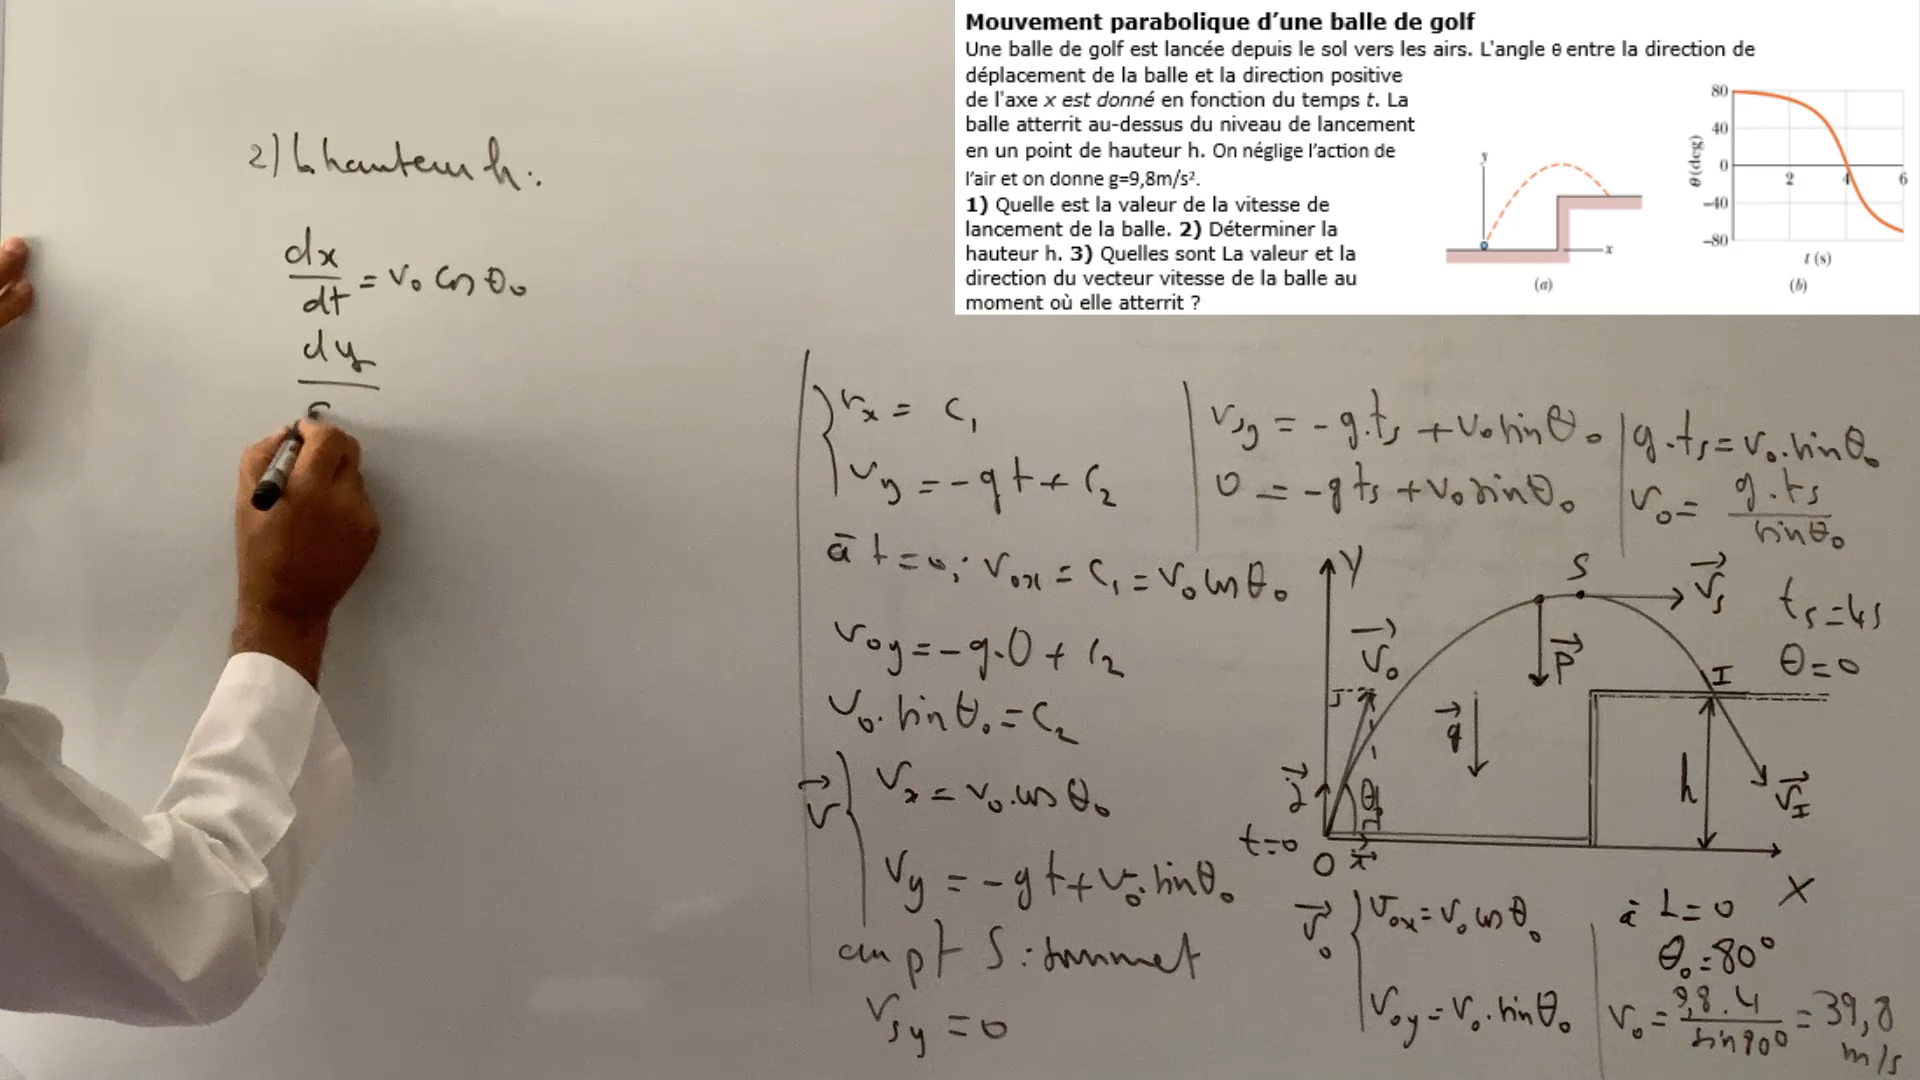 Mouvement parabolique d'une balle de golf
Une balle de golf est lancée depuis le sol vers les airs. L'angle θ entre la direction de
déplacement de la balle et la direction positive
de l'axe x est donné en fonction du temps t. La
balle atterrit au-dessus du niveau de lancement
en un point de hauteur h. On néglige l'action de
l'air et on donne g=9,8m/s².
1) Quelle est la valeur de la vitesse de
lancement de la balle. 2) Déterminer la
hauteur h. 3) Quelles sont La valeur et la
direction du vecteur vitesse de la balle au
moment où elle atterrit ?
y
x
(a)
θ (deg)
80
40
0
-40
-80
2
4
6
t (s)
(b)
2) L hauteur h :
dx/dt = v₀ cos θ₀
dy
vx = C₁
vy = -gt + C₂
à t=0; v₀x = C₁ = v₀ cos θ₀
v₀y = -g.0 + C₂
v₀. sin θ₀ = C₂
v⃗ { vx = v₀.cos θ₀
vy = -gt + v₀.sin θ₀
au pt S : sommet
vsy = 0
vsy = -g.ts + v₀ sin θ₀
0 = -g ts + v₀ sin θ₀
g.ts = v₀.sin θ₀
v₀ = g.ts/sin θ₀
Y
S
v⃗s
ts=4s
θ=0
v⃗₀
P⃗
I
J
g⃗
h
v⃗I
j⃗
θ₀
t=0
O
i⃗
X
v⃗₀ { v₀x = v₀ cos θ₀
v₀y = v₀. sin θ₀
à t=0
θ₀=80°
v₀ = 9,8.4/sin80° = 39,8
m/s